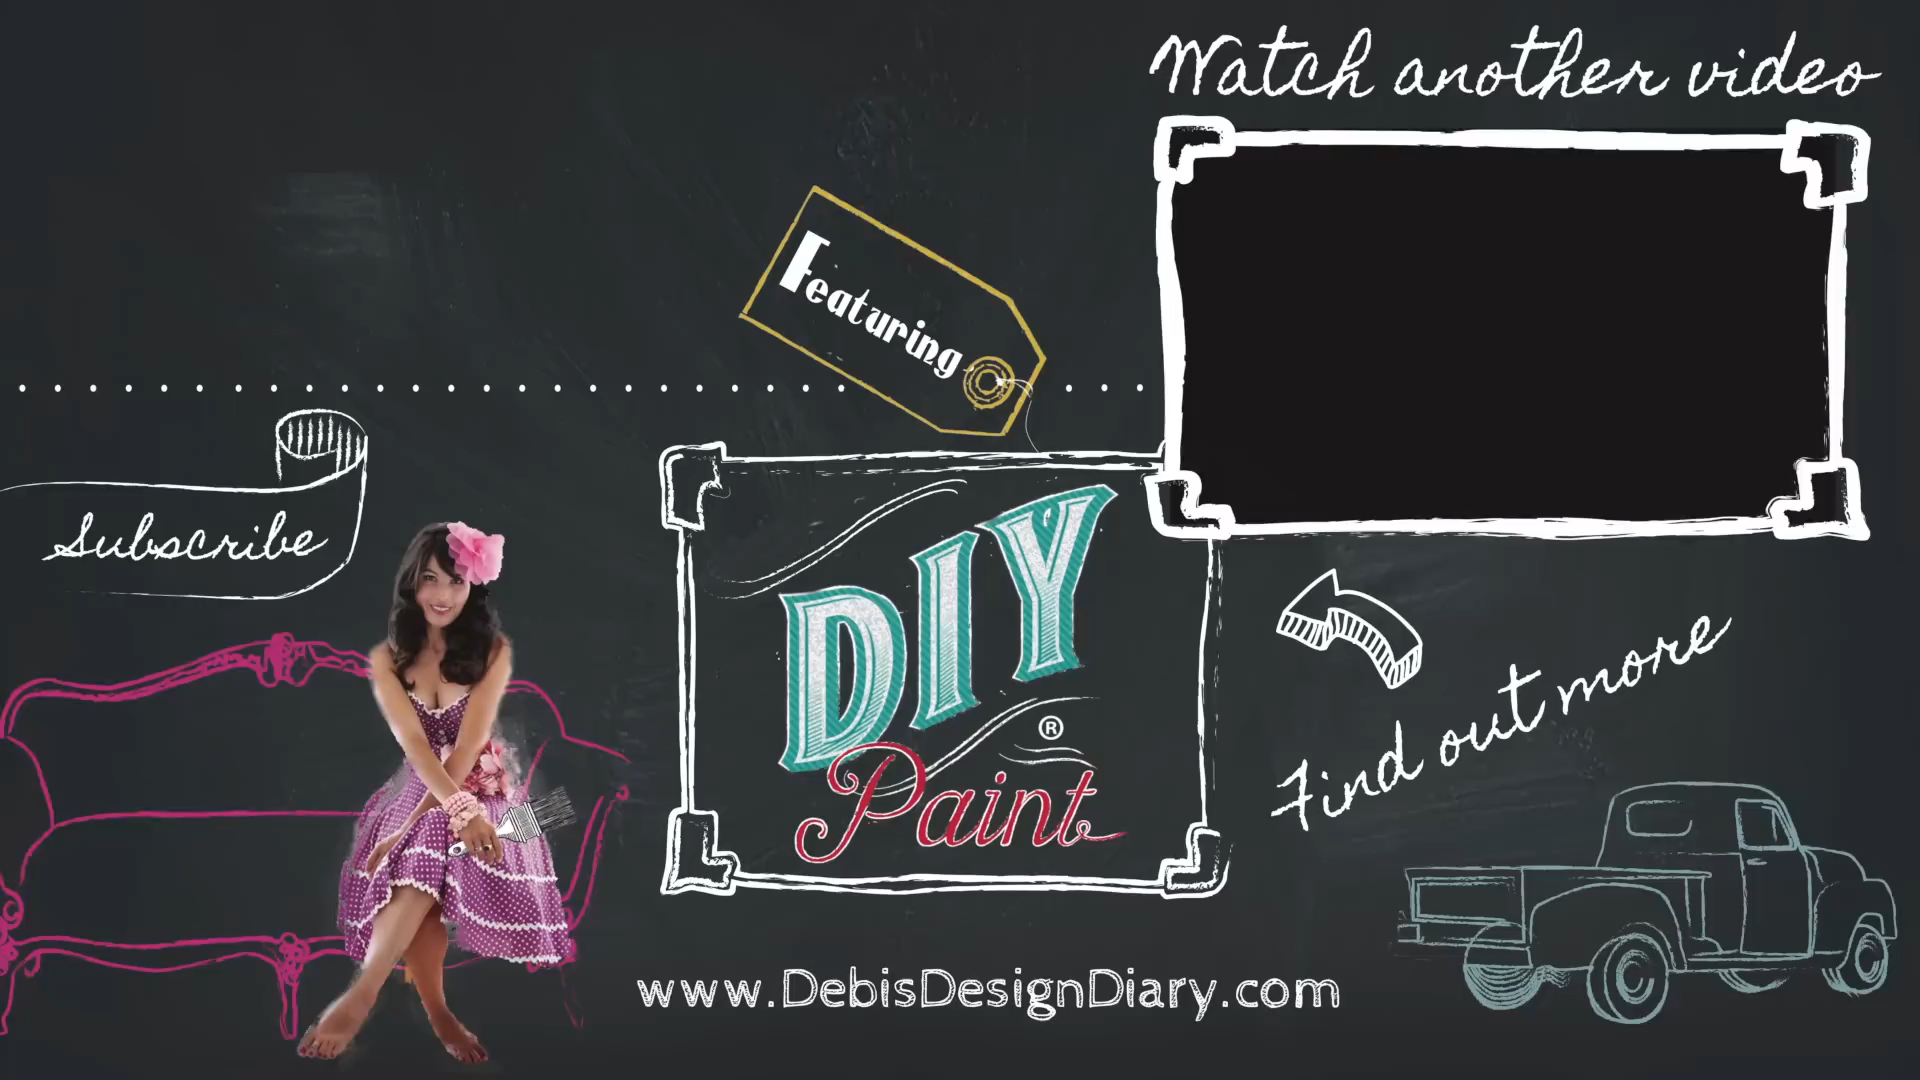 Watch another video
Featuring
Subscribe
DIY
®
Paint
Find out more
www.DebisDesignDiary.com